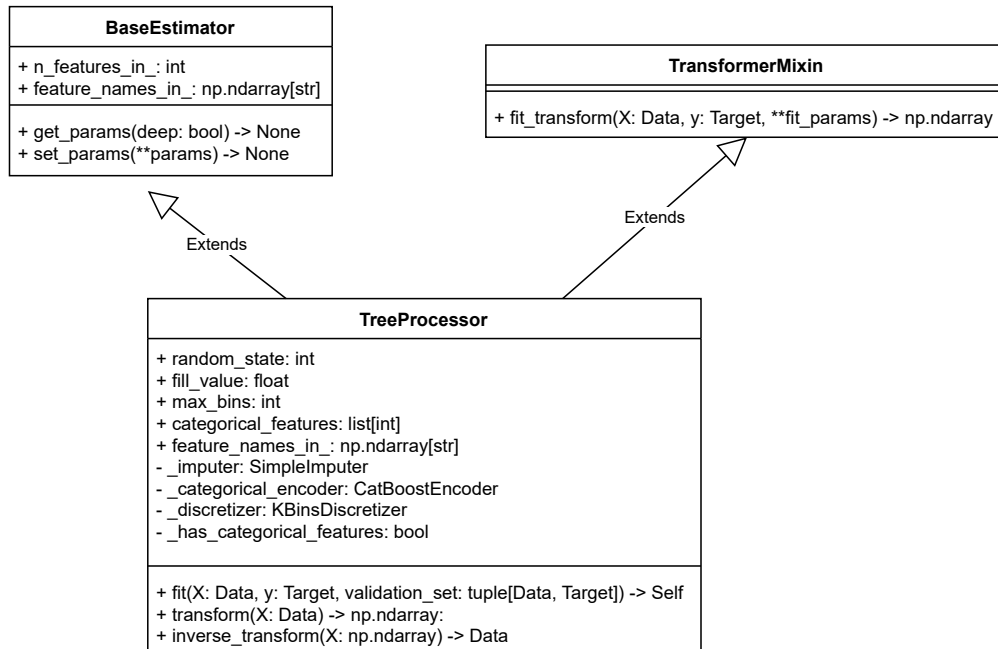 BaseEstimator
+ n_features_in_: int
+ feature_names_in_: np.ndarray[str]
+ get_params(deep: bool) -> None
+ set_params(**params) -> None
TransformerMixin
+ fit_transform(X: Data, y: Target, **fit_params) -> np.ndarray
Extends
Extends
TreeProcessor
+ random_state: int
+ fill_value: float
+ max_bins: int
+ categorical_features: list[int]
+ feature_names_in_: np.ndarray[str]
- _imputer: SimpleImputer
- _categorical_encoder: CatBoostEncoder
- _discretizer: KBinsDiscretizer
- _has_categorical_features: bool
+ fit(X: Data, y: Target, validation_set: tuple[Data, Target]) -> Self
+ transform(X: Data) -> np.ndarray:
+ inverse_transform(X: np.ndarray) -> Data